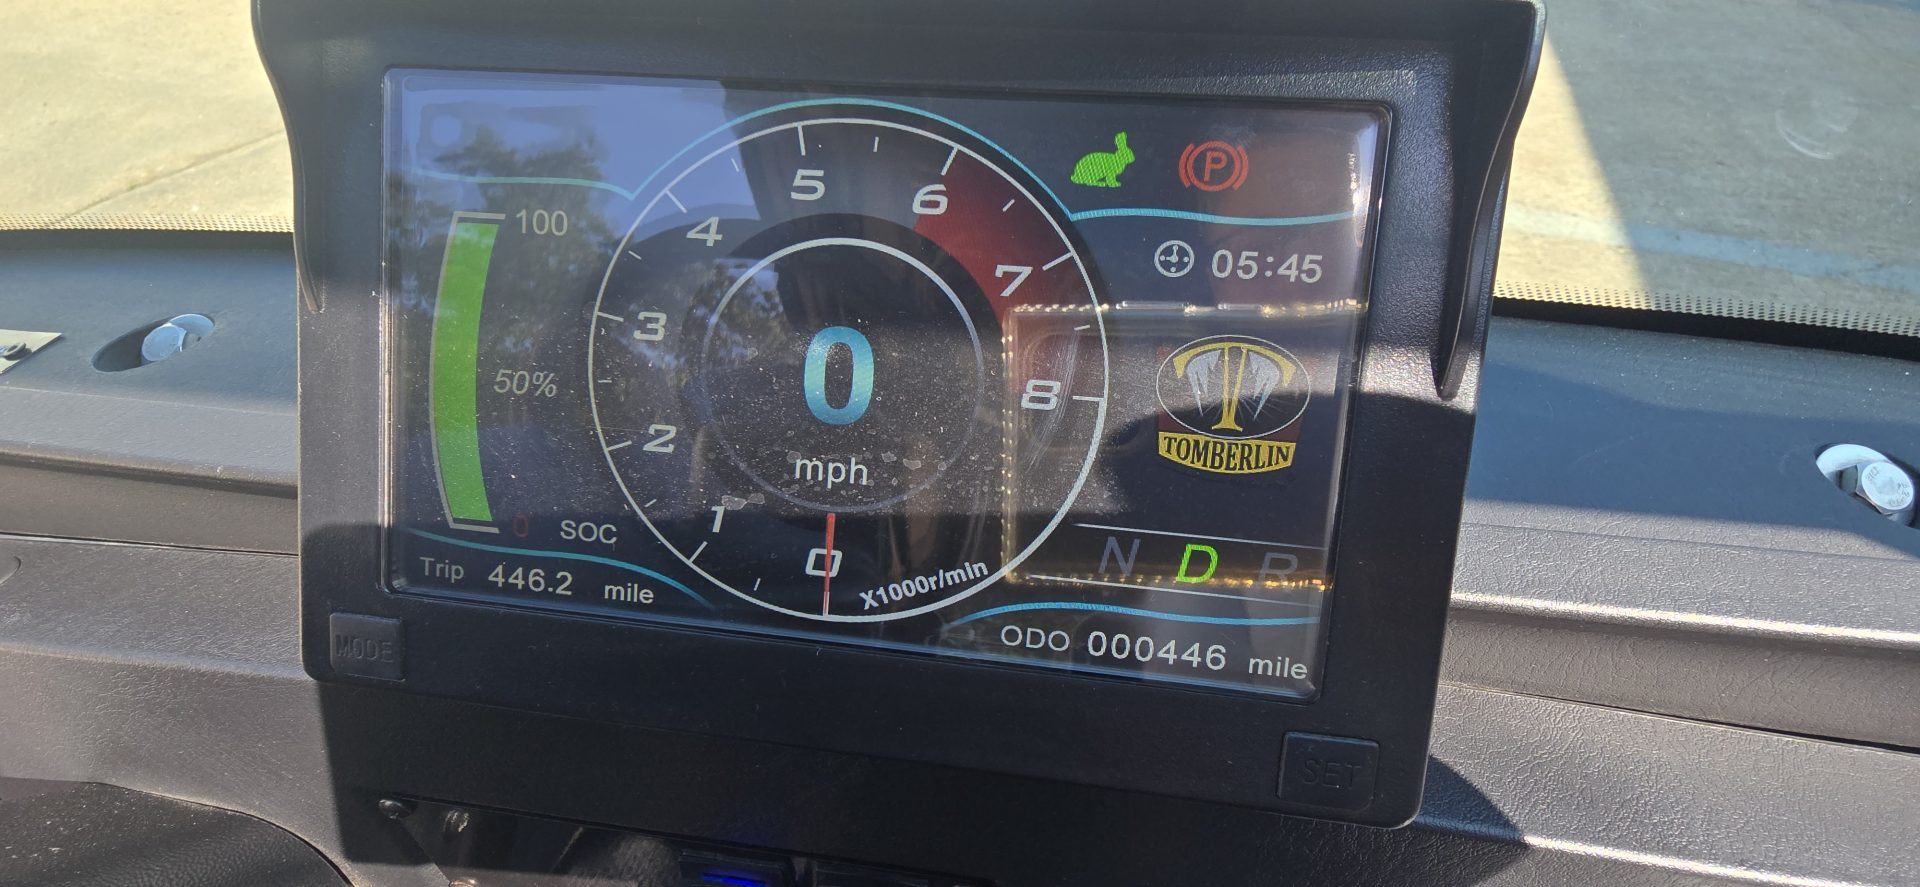 100
50%
0 SOC
Trip 446.2 mile
0 1 2 3 4 5 6 7 8
X1000r/min
0
mph
P
05:45
T
TOMBERLIN
N D R
ODO 000446 mile
MODE
SET